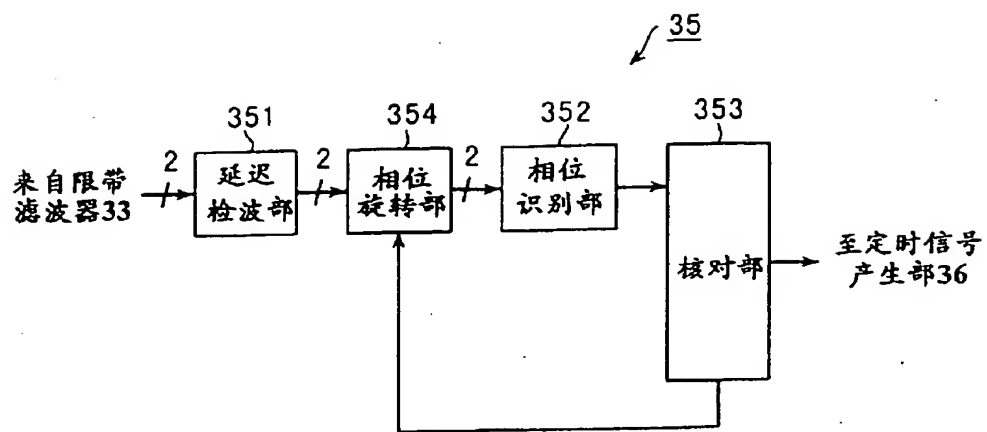 35
351
354
352
353
来自限带
滤波器33
2
延迟
检波部
2
相位
旋转部
2
相位
识别部
核对部
至定时信号
产生部36